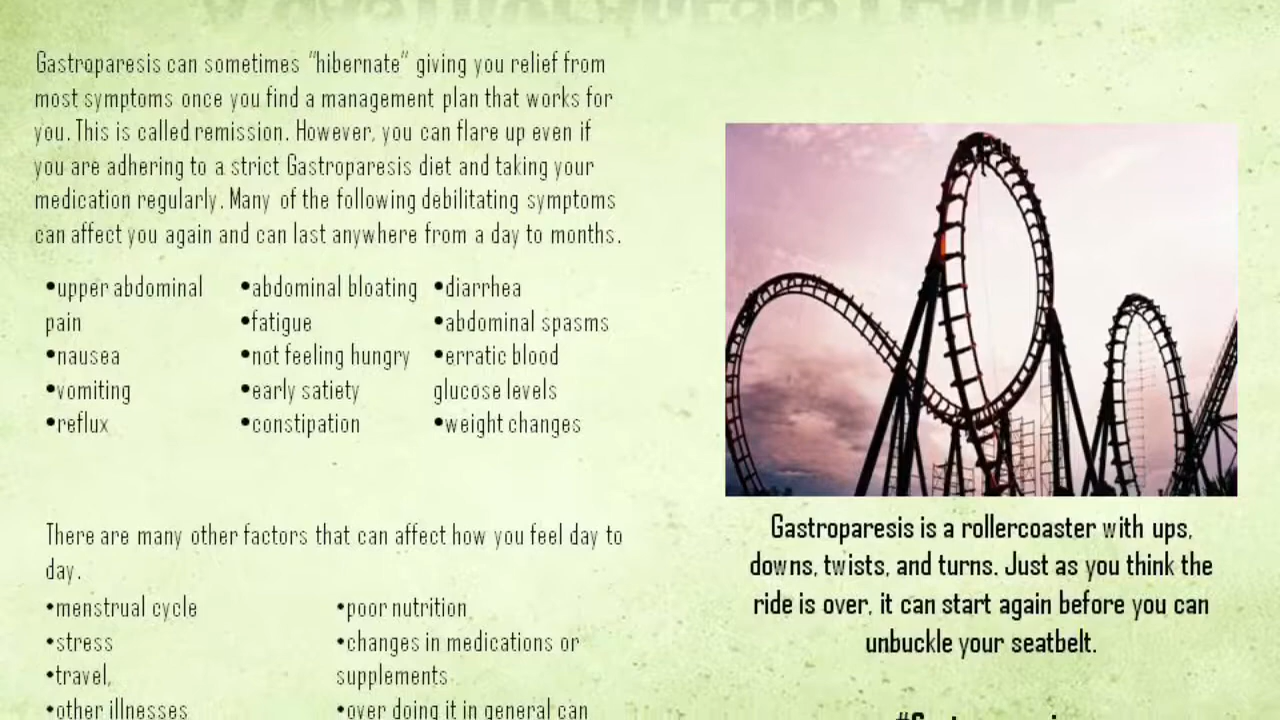 Gastroparesis can sometimes "hibernate" giving you relief from
most symptoms once you find a management plan that works for
you. This is called remission. However, you can flare up even if
you are adhering to a strict Gastroparesis diet and taking your
medication regularly. Many of the following debilitating symptoms
can affect you again and can last anywhere from a day to months.
•upper abdominal
pain
•nausea
•vomiting
•reflux
•abdominal bloating
•fatigue
•not feeling hungry
•early satiety
•constipation
•diarrhea
•abdominal spasms
•erratic blood
glucose levels
•weight changes
There are many other factors that can affect how you feel day to
day.
•menstrual cycle
•stress
•travel,
•other illnesses
•poor nutrition
•changes in medications or
supplements
•over doing it in general can
Gastroparesis is a rollercoaster with ups,
downs, twists, and turns. Just as you think the
ride is over, it can start again before you can
unbuckle your seatbelt.